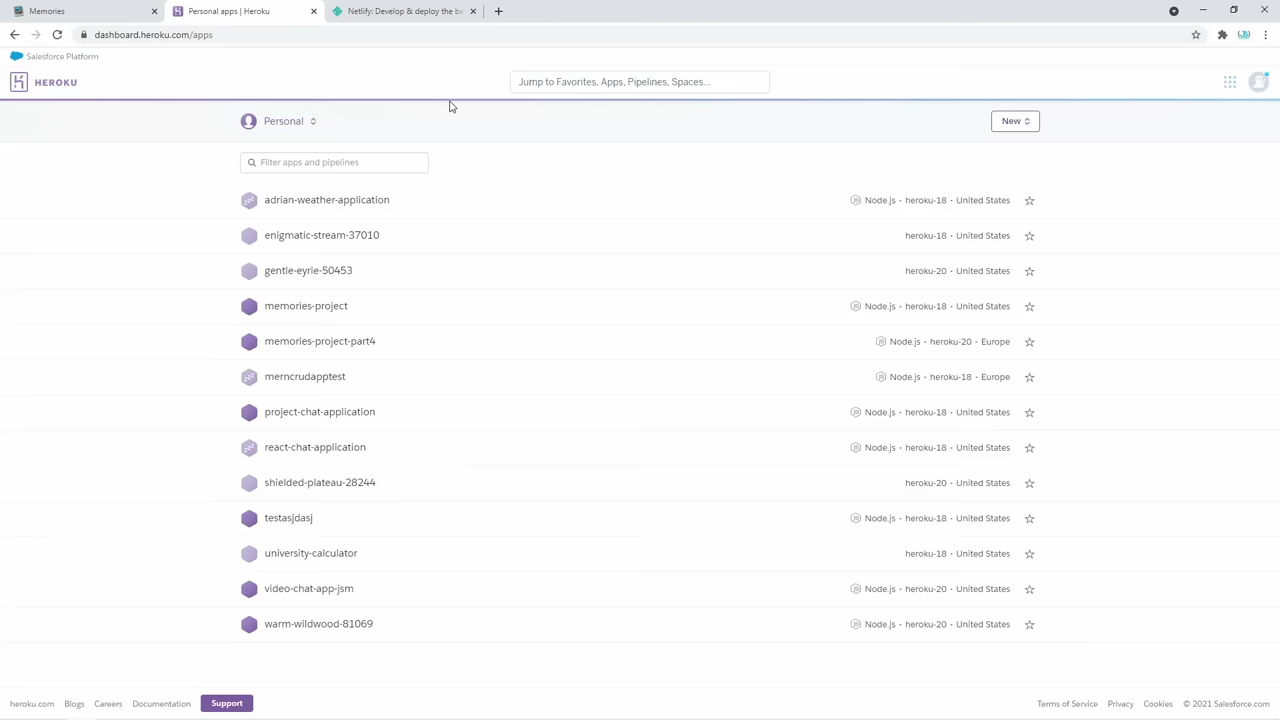 Memories
Personal apps | Heroku
Netlify: Develop & deploy the be
dashboard.heroku.com/apps
Salesforce Platform
HEROKU
Jump to Favorites, Apps, Pipelines, Spaces...
Personal
New
Filter apps and pipelines
adrian-weather-application
Node.js • heroku-18 • United States
enigmatic-stream-37010
heroku-18 • United States
gentle-eyrie-50453
heroku-20 • United States
memories-project
Node.js • heroku-18 • United States
memories-project-part4
Node.js • heroku-20 • Europe
merncrudapptest
Node.js • heroku-18 • Europe
project-chat-application
Node.js • heroku-18 • United States
react-chat-application
Node.js • heroku-18 • United States
shielded-plateau-28244
heroku-20 • United States
testasjdasj
Node.js • heroku-18 • United States
university-calculator
heroku-18 • United States
video-chat-app-jsm
Node.js • heroku-20 • United States
warm-wildwood-81069
Node.js • heroku-20 • United States
heroku.com Blogs Careers Documentation Support
Terms of Service Privacy Cookies © 2021 Salesforce.com